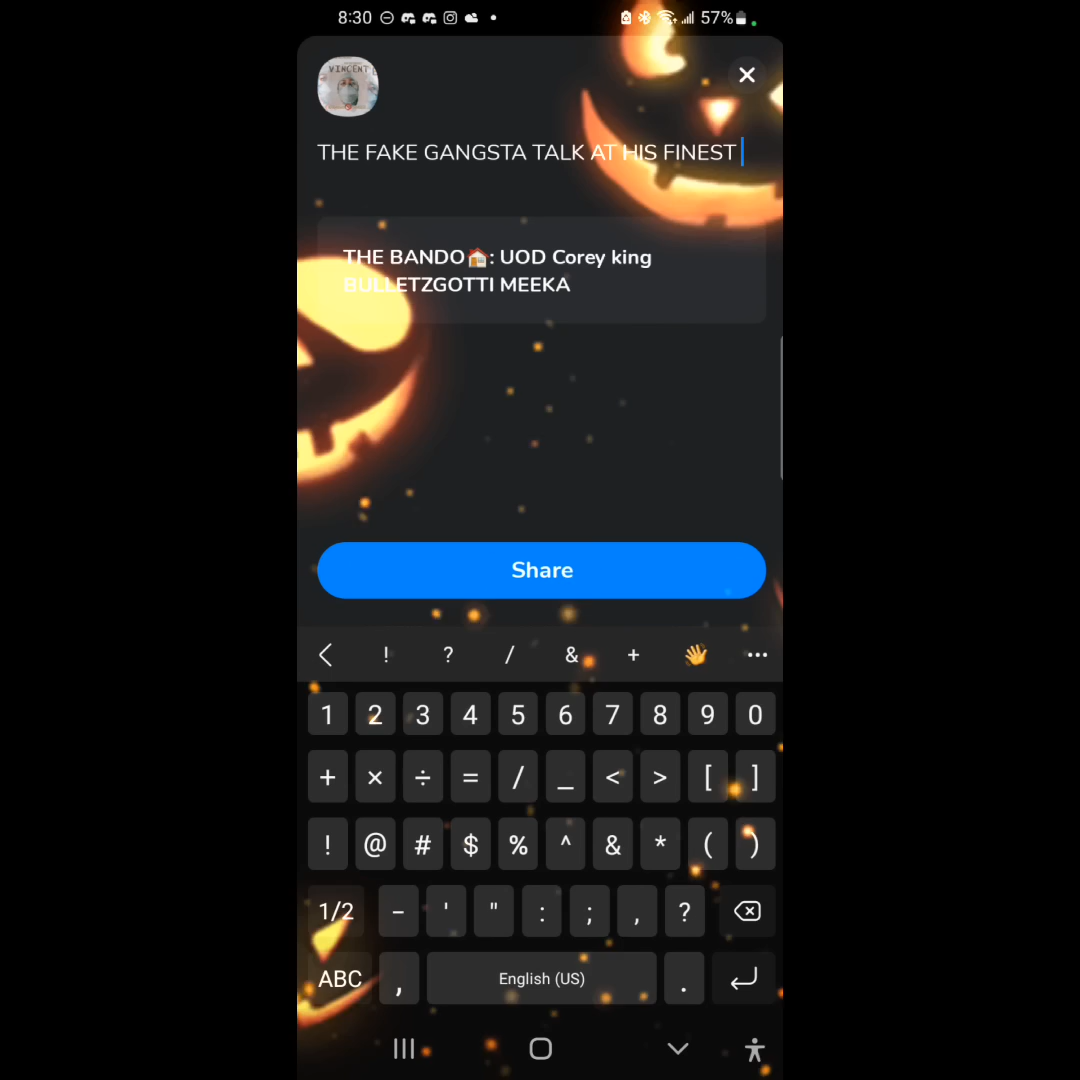 8:30 57%
VINCENT
THE FAKE GANGSTA TALK AT HIS FINEST
THE BANDO🏠: UOD Corey king
BULLETZGOTTI MEEKA
Share
! ? / & + 👋 •••
1 2 3 4 5 6 7 8 9 0
+ × ÷ = / _ < > [ ]
! @ # $ % ^ & * ( )
1/2 - ' " : ; , ?
ABC , English (US) .